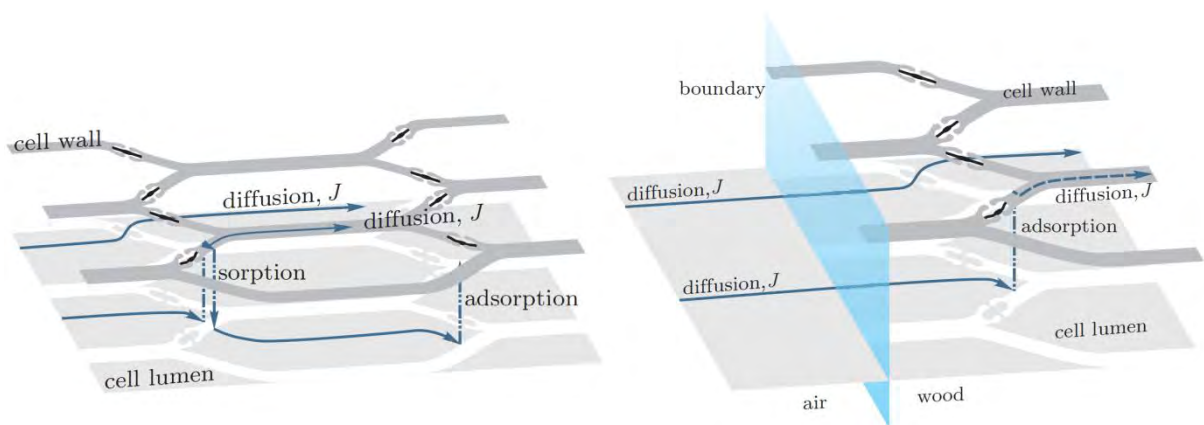 cell wall
diffusion, J
diffusion, J
sorption
adsorption
cell lumen
boundary
cell wall
diffusion, J
diffusion, J
adsorption
diffusion, J
cell lumen
air
wood